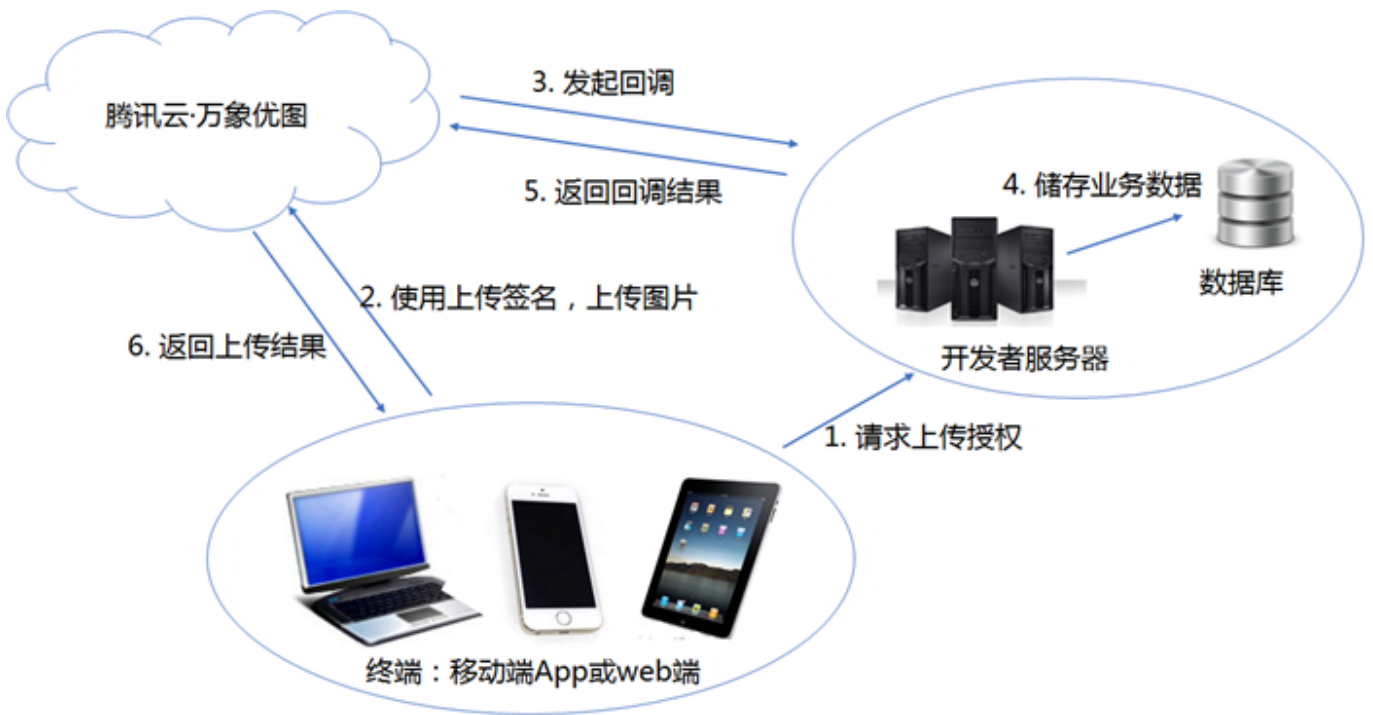 3. 发起回调
腾讯云·万象优图
5. 返回回调结果
4. 储存业务数据
数据库
2. 使用上传签名，上传图片
6. 返回上传结果
开发者服务器
1. 请求上传授权
终端：移动端App或web端